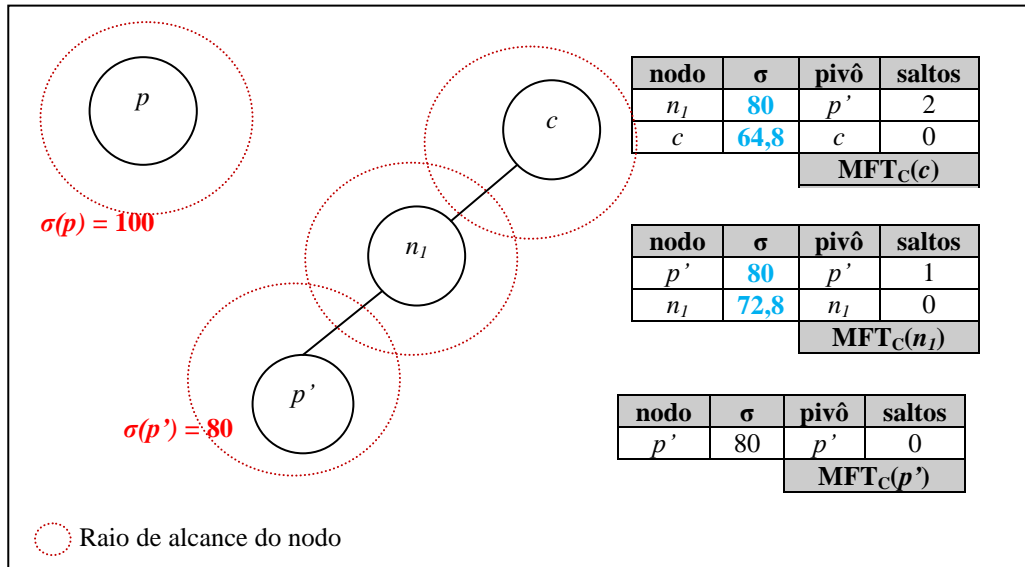 p
c
n1
p’
σ(p) = 100
σ(p’) = 80
nodo σ pivô saltos
n1 80 p’ 2
c 64,8 c 0
MFTC(c)
nodo σ pivô saltos
p’ 80 p’ 1
n1 72,8 n1 0
MFTC(n1)
nodo σ pivô saltos
p’ 80 p’ 0
MFTC(p’)
Raio de alcance do nodo